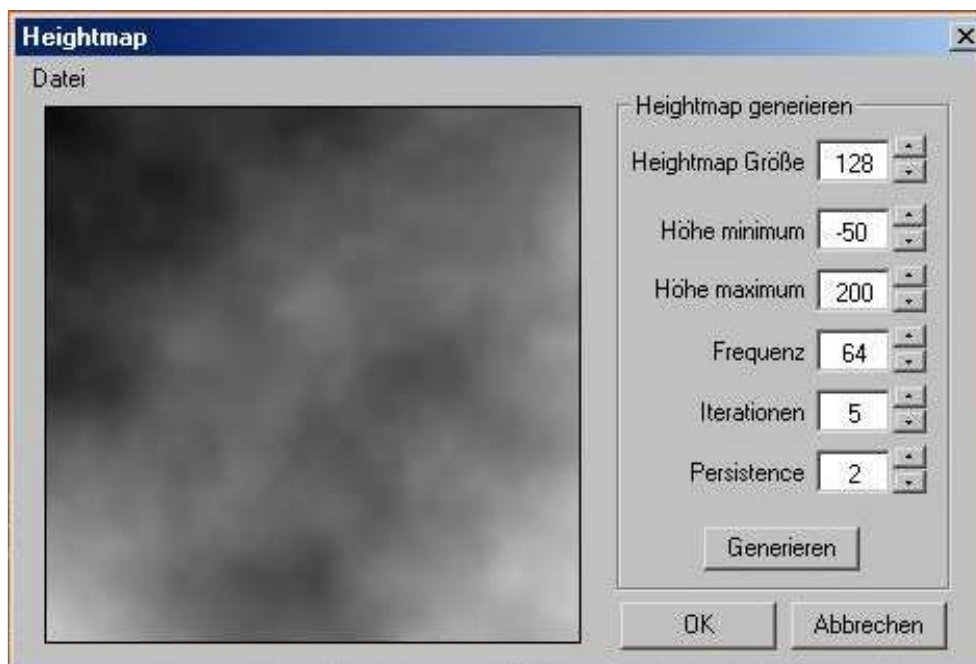 Heightmap
Datei
Heightmap generieren
Heightmap Größe 128
Höhe minimum -50
Höhe maximum 200
Frequenz 64
Iterationen 5
Persistence 2
Generieren
OK Abbrechen